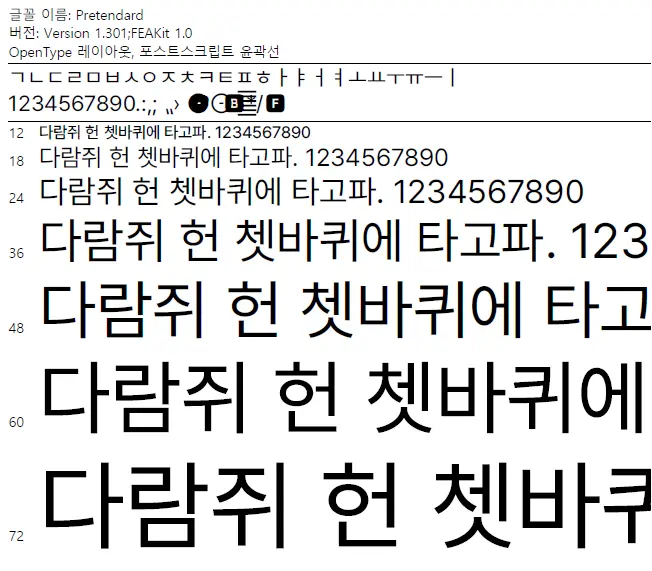 글꼴 이름: Pretendard
버전: Version 1.301;FEAKit 1.0
OpenType 레이아웃, 포스트스크립트 윤곽선
ㄱㄴㄷㄹㅁㅂㅅㅇㅈㅊㅋㅌㅍㅎㅏㅑㅓㅕㅗㅛㅜㅠㅡㅣ
1234567890.:,; „› B / F
12 다람쥐 헌 쳇바퀴에 타고파. 1234567890
18 다람쥐 헌 쳇바퀴에 타고파. 1234567890
24 다람쥐 헌 쳇바퀴에 타고파. 1234567890
36 다람쥐 헌 쳇바퀴에 타고파. 123
48 다람쥐 헌 쳇바퀴에 타고
60 다람쥐 헌 쳇바퀴에
72 다람쥐 헌 쳇바퀴